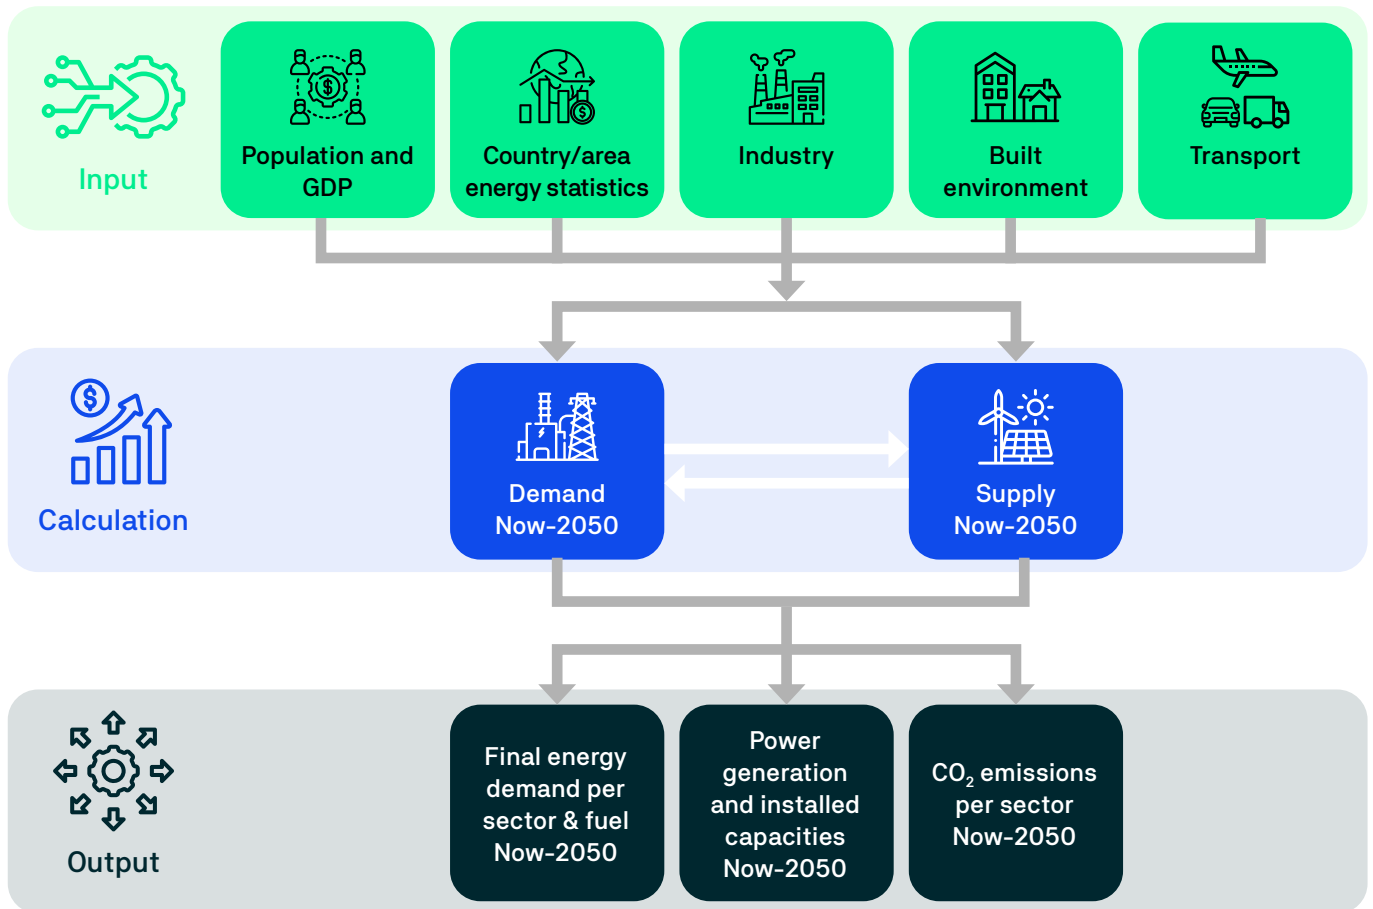 Input
Population and
GDP
Country/area
energy statistics
Industry
Built
environment
Transport
Calculation
Demand
Now-2050
Supply
Now-2050
Output
Final energy
demand per
sector & fuel
Now-2050
Power
generation
and installed
capacities
Now-2050
CO₂ emissions
per sector
Now-2050